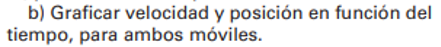 b) Graficar velocidad y posición en función del
tiempo, para ambos móviles.